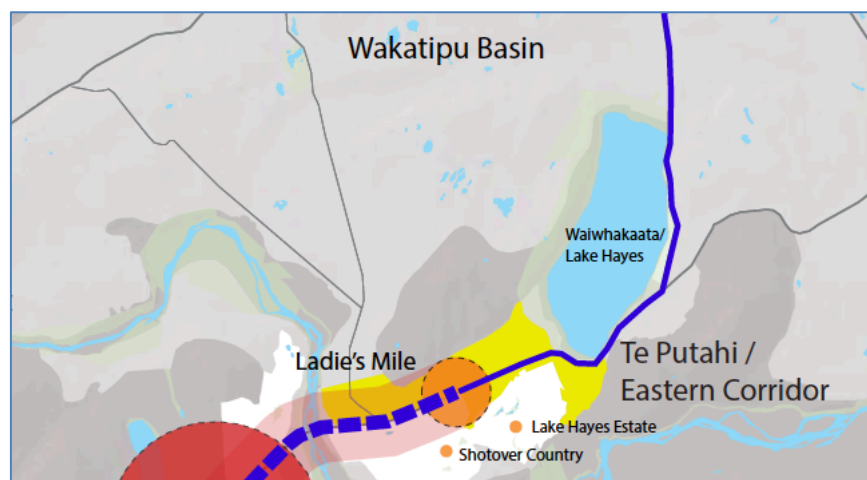 Wakatipu Basin
Waiwhakaata/
Lake Hayes
Ladie's Mile
Te Putahi /
Eastern Corridor
Lake Hayes Estate
Shotover Country